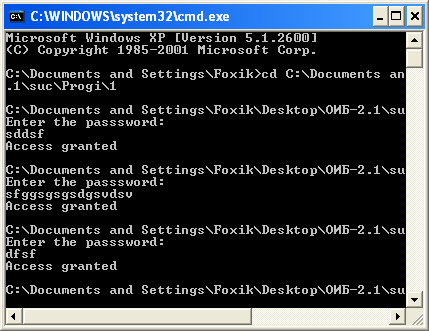 C:\WINDOWS\system32\cmd.exe
Microsoft Windows XP [Version 5.1.2600]
(C) Copyright 1985-2001 Microsoft Corp.
C:\Documents and Settings\Foxik>cd C:\Documents an
.1\suc\Progi\1
C:\Documents and Settings\Foxik\Desktop\ОИБ-2.1\su
Enter the passsword:
sddsf
Access granted
C:\Documents and Settings\Foxik\Desktop\ОИБ-2.1\su
Enter the passsword:
sfggsgsgsdgsvdsv
Access granted
C:\Documents and Settings\Foxik\Desktop\ОИБ-2.1\su
Enter the passsword:
dfsf
Access granted
C:\Documents and Settings\Foxik\Desktop\ОИБ-2.1\su